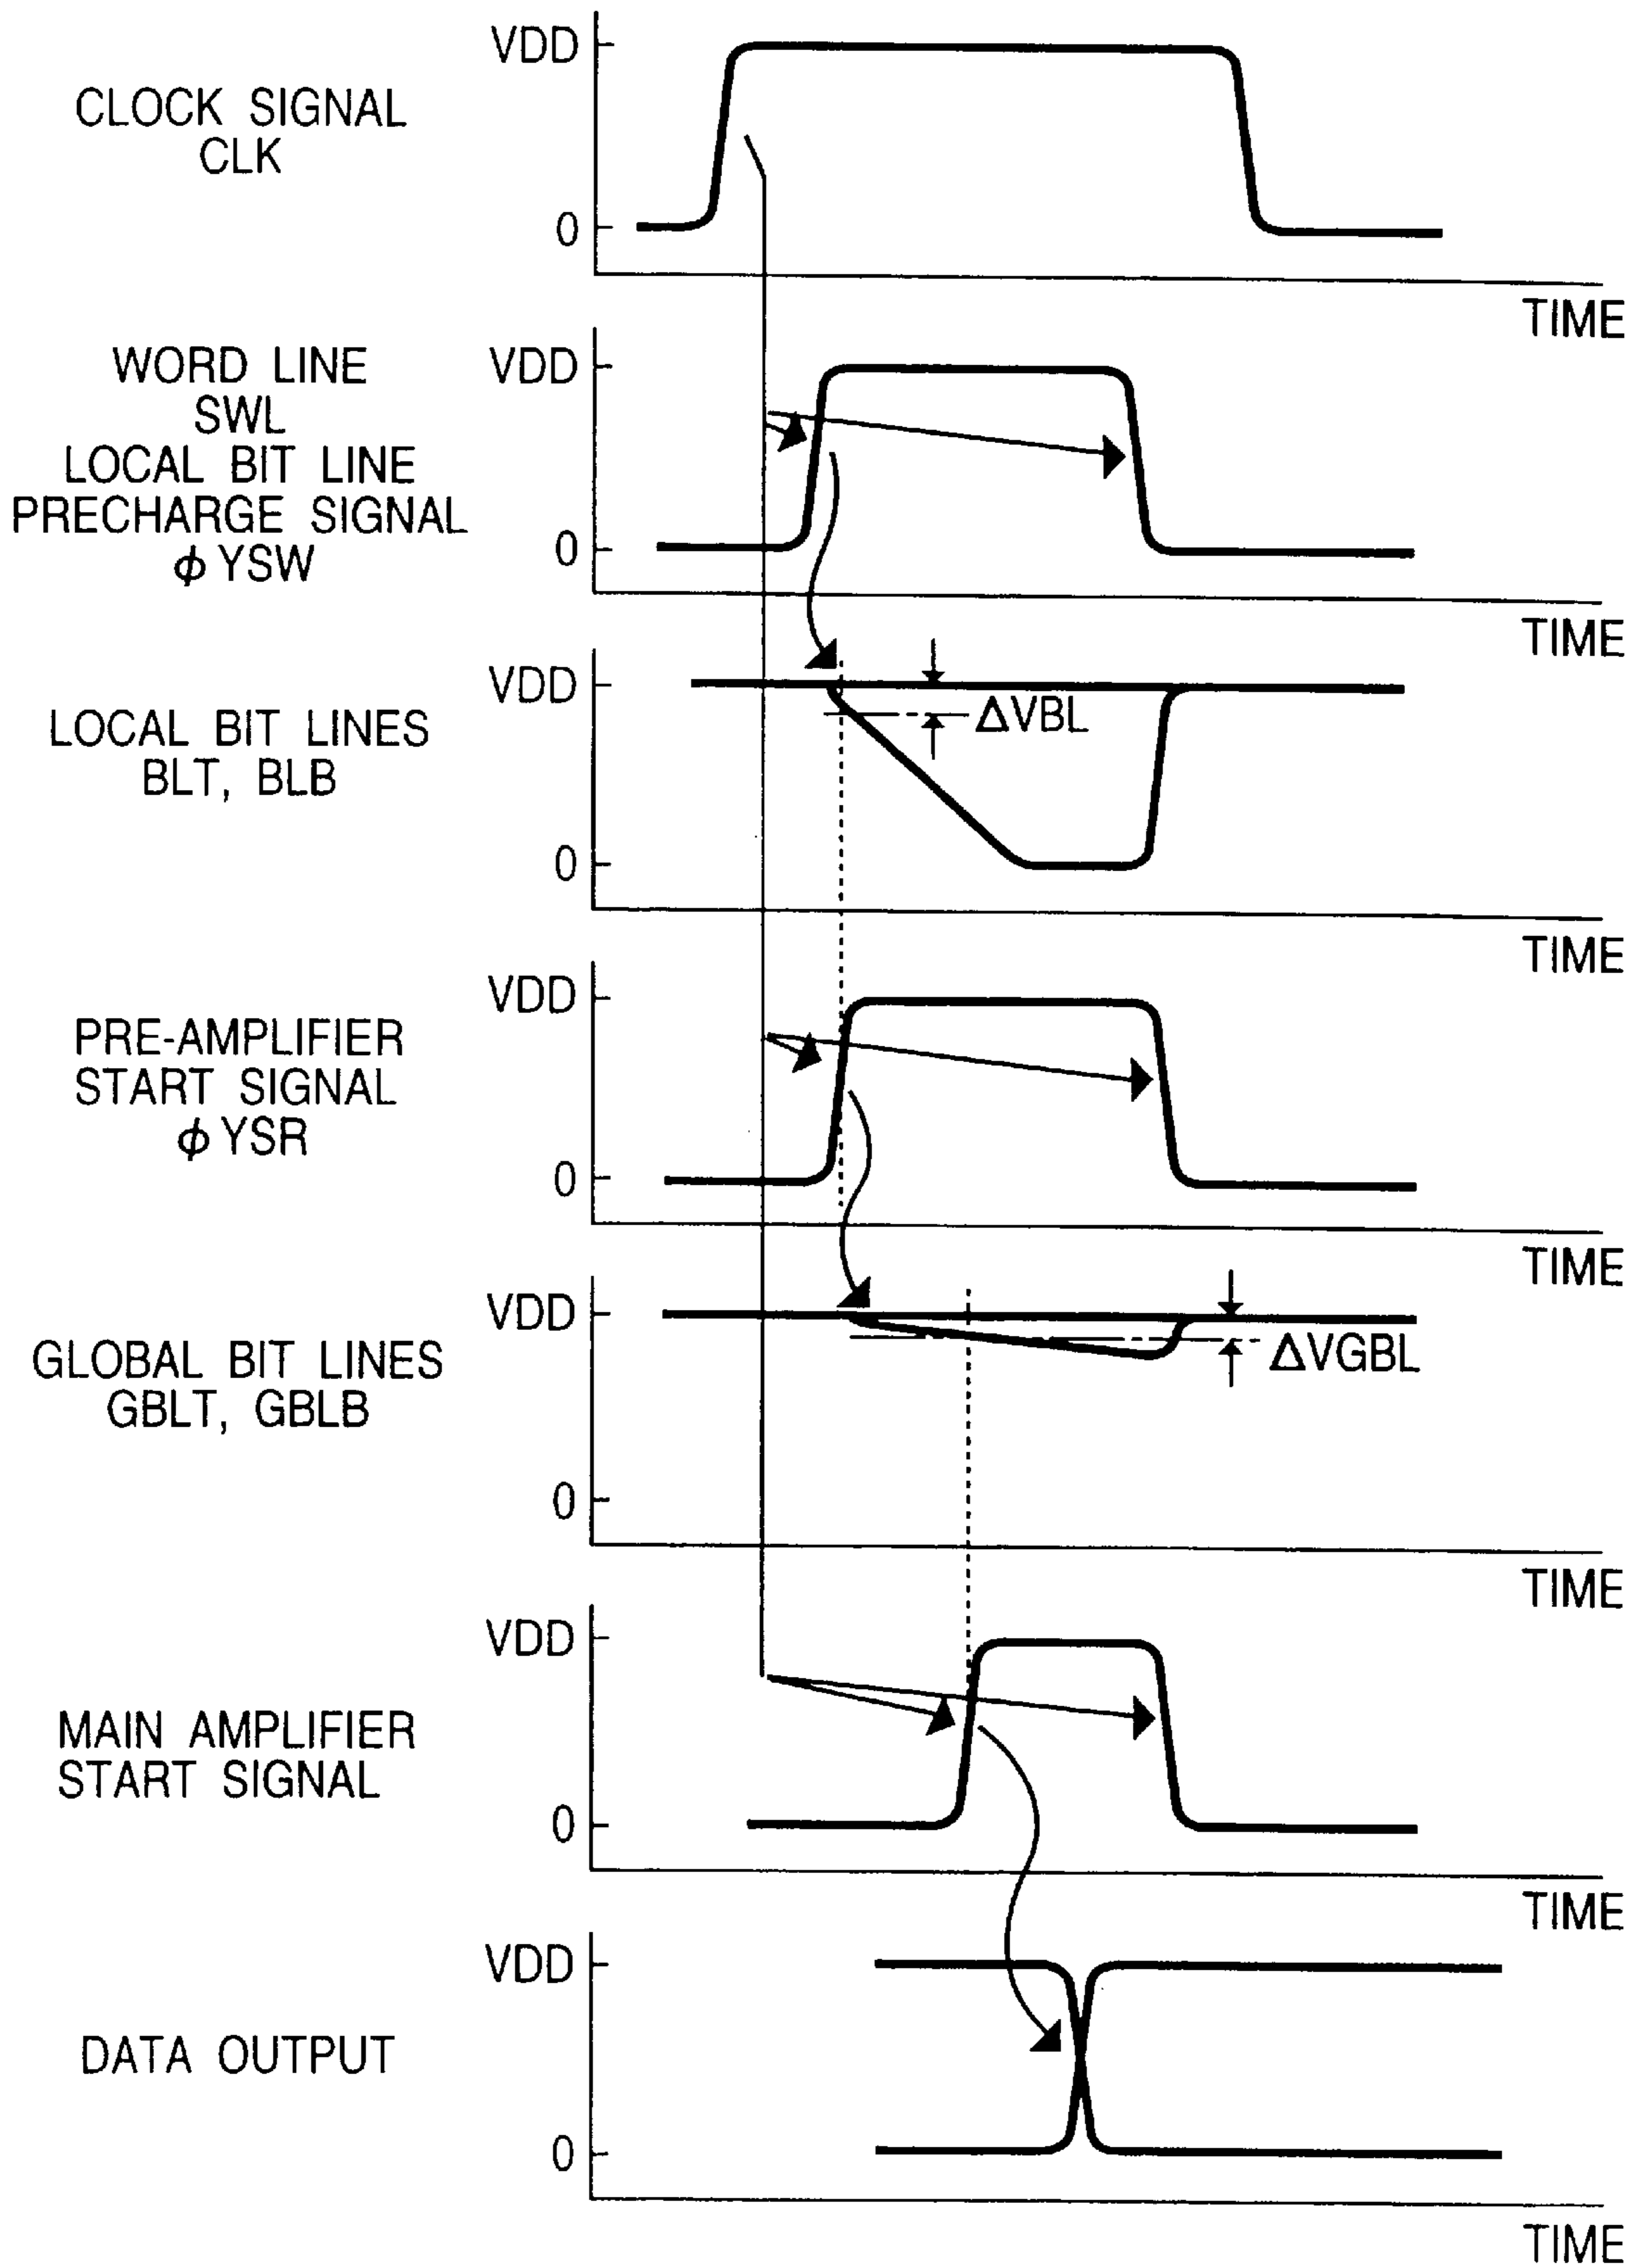 VDD
CLOCK SIGNAL
CLK
0
TIME
WORD LINE
SWL
LOCAL BIT LINE
PRECHARGE SIGNAL
ϕ YSW
VDD
0
TIME
VDD
ΔVBL
LOCAL BIT LINES
BLT, BLB
0
TIME
VDD
PRE-AMPLIFIER
START SIGNAL
ϕ YSR
0
TIME
VDD
GLOBAL BIT LINES
GBLT, GBLB
ΔVGBL
0
TIME
VDD
MAIN AMPLIFIER
START SIGNAL
0
TIME
VDD
DATA OUTPUT
0
TIME